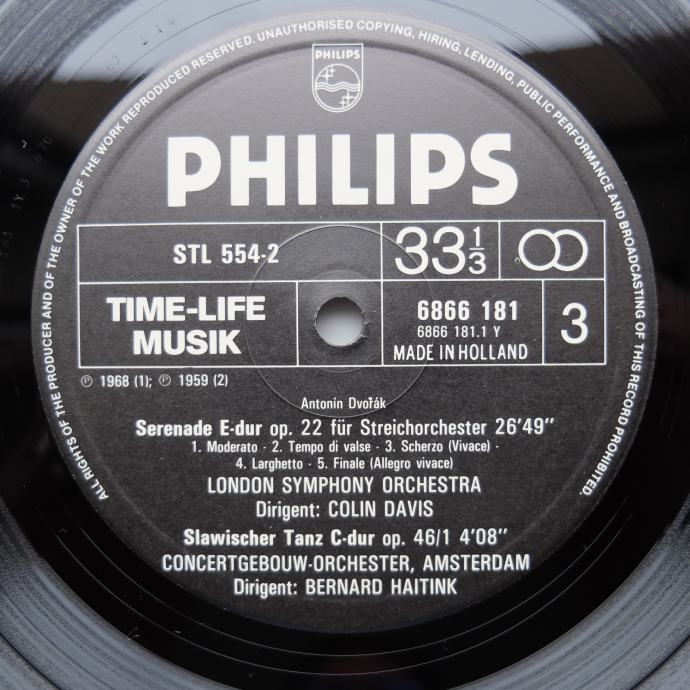 ALL RIGHTS OF THE PRODUCER AND OF THE OWNER OF THE WORK REPRODUCED RESERVED. UNAUTHORISED COPYING, HIRING, LENDING, PUBLIC PERFORMANCE AND BROADCASTING OF THIS RECORD PROHIBITED.
PHILIPS
PHILIPS
STL 554-2
33 1/3
TIME-LIFE
MUSIK
6866 181
6866 181.1 Y
MADE IN HOLLAND
3
℗ 1968 (1); ℗ 1959 (2)
Antonín Dvořák
Serenade E-dur op. 22 für Streichorchester 26'49"
1. Moderato · 2. Tempo di valse · 3. Scherzo (Vivace) ·
4. Larghetto · 5. Finale (Allegro vivace)
LONDON SYMPHONY ORCHESTRA
Dirigent: COLIN DAVIS
Slawischer Tanz C-dur op. 46/1 4'08"
CONCERTGEBOUW-ORCHESTER, AMSTERDAM
Dirigent: BERNARD HAITINK